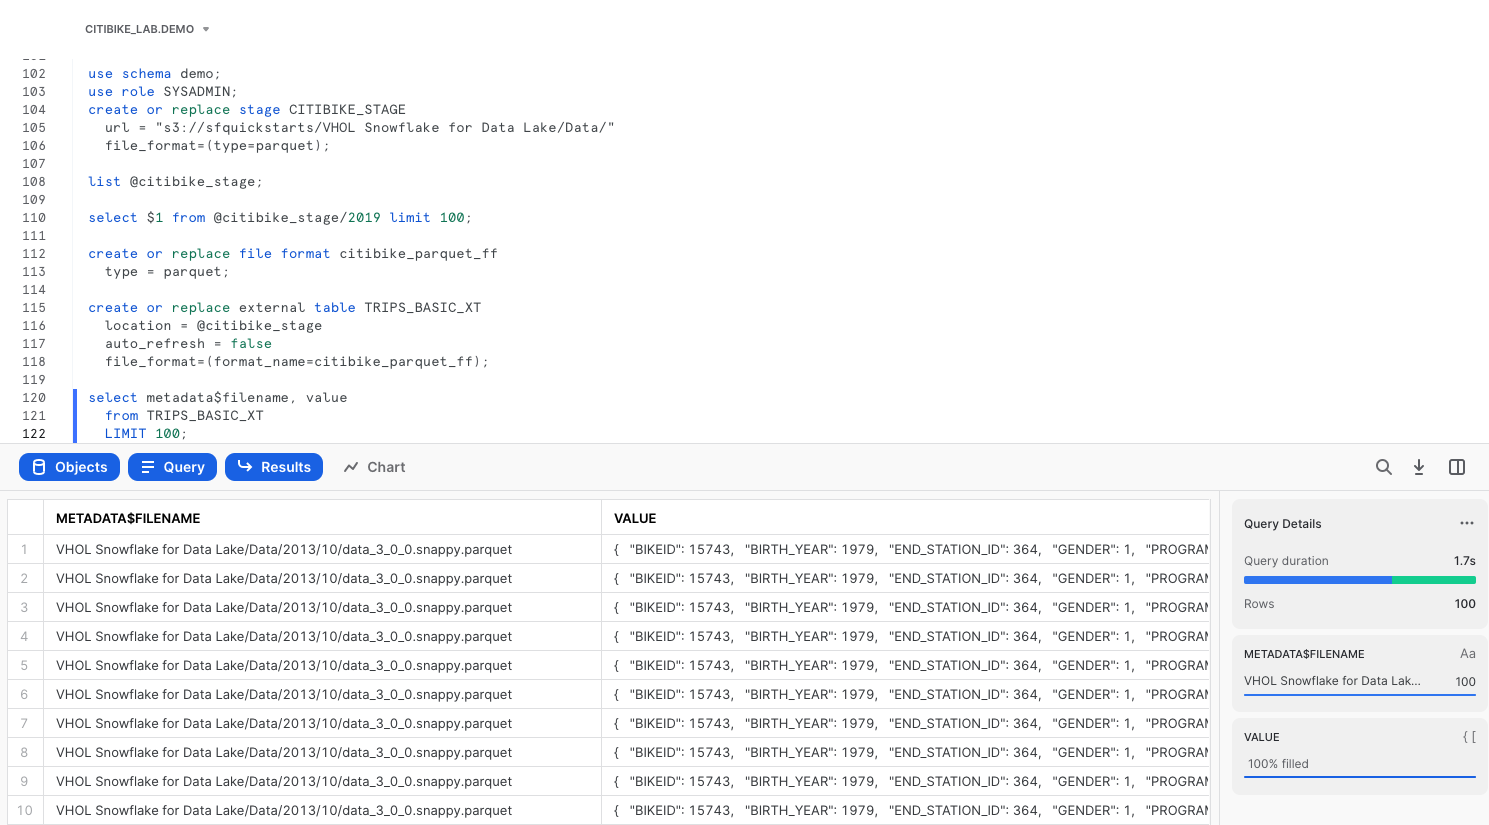 CITIBIKE_LAB.DEMO
102 use schema demo;
103 use role SYSADMIN;
104 create or replace stage CITIBIKE_STAGE
105 url = "s3://sfquickstarts/VHOL Snowflake for Data Lake/Data/"
106 file_format=(type=parquet);
107
108 list @citibike_stage;
109
110 select $1 from @citibike_stage/2019 limit 100;
111
112 create or replace file format citibike_parquet_ff
113 type = parquet;
114
115 create or replace external table TRIPS_BASIC_XT
116 location = @citibike_stage
117 auto_refresh = false
118 file_format=(format_name=citibike_parquet_ff);
119
120 select metadata$filename, value
121 from TRIPS_BASIC_XT
122 LIMIT 100;
Objects Query Results Chart
METADATA$FILENAME VALUE
1 VHOL Snowflake for Data Lake/Data/2013/10/data_3_0_0.snappy.parquet { "BIKEID": 15743, "BIRTH_YEAR": 1979, "END_STATION_ID": 364, "GENDER": 1, "PROGRAM
2 VHOL Snowflake for Data Lake/Data/2013/10/data_3_0_0.snappy.parquet { "BIKEID": 15743, "BIRTH_YEAR": 1979, "END_STATION_ID": 364, "GENDER": 1, "PROGRAM
3 VHOL Snowflake for Data Lake/Data/2013/10/data_3_0_0.snappy.parquet { "BIKEID": 15743, "BIRTH_YEAR": 1979, "END_STATION_ID": 364, "GENDER": 1, "PROGRAM
4 VHOL Snowflake for Data Lake/Data/2013/10/data_3_0_0.snappy.parquet { "BIKEID": 15743, "BIRTH_YEAR": 1979, "END_STATION_ID": 364, "GENDER": 1, "PROGRAM
5 VHOL Snowflake for Data Lake/Data/2013/10/data_3_0_0.snappy.parquet { "BIKEID": 15743, "BIRTH_YEAR": 1979, "END_STATION_ID": 364, "GENDER": 1, "PROGRAM
6 VHOL Snowflake for Data Lake/Data/2013/10/data_3_0_0.snappy.parquet { "BIKEID": 15743, "BIRTH_YEAR": 1979, "END_STATION_ID": 364, "GENDER": 1, "PROGRAM
7 VHOL Snowflake for Data Lake/Data/2013/10/data_3_0_0.snappy.parquet { "BIKEID": 15743, "BIRTH_YEAR": 1979, "END_STATION_ID": 364, "GENDER": 1, "PROGRAM
8 VHOL Snowflake for Data Lake/Data/2013/10/data_3_0_0.snappy.parquet { "BIKEID": 15743, "BIRTH_YEAR": 1979, "END_STATION_ID": 364, "GENDER": 1, "PROGRAM
9 VHOL Snowflake for Data Lake/Data/2013/10/data_3_0_0.snappy.parquet { "BIKEID": 15743, "BIRTH_YEAR": 1979, "END_STATION_ID": 364, "GENDER": 1, "PROGRAM
10 VHOL Snowflake for Data Lake/Data/2013/10/data_3_0_0.snappy.parquet { "BIKEID": 15743, "BIRTH_YEAR": 1979, "END_STATION_ID": 364, "GENDER": 1, "PROGRAM
Query Details ...
Query duration 1.7s
Rows 100
METADATA$FILENAME Aa
VHOL Snowflake for Data Lak... 100
VALUE { [
100% filled